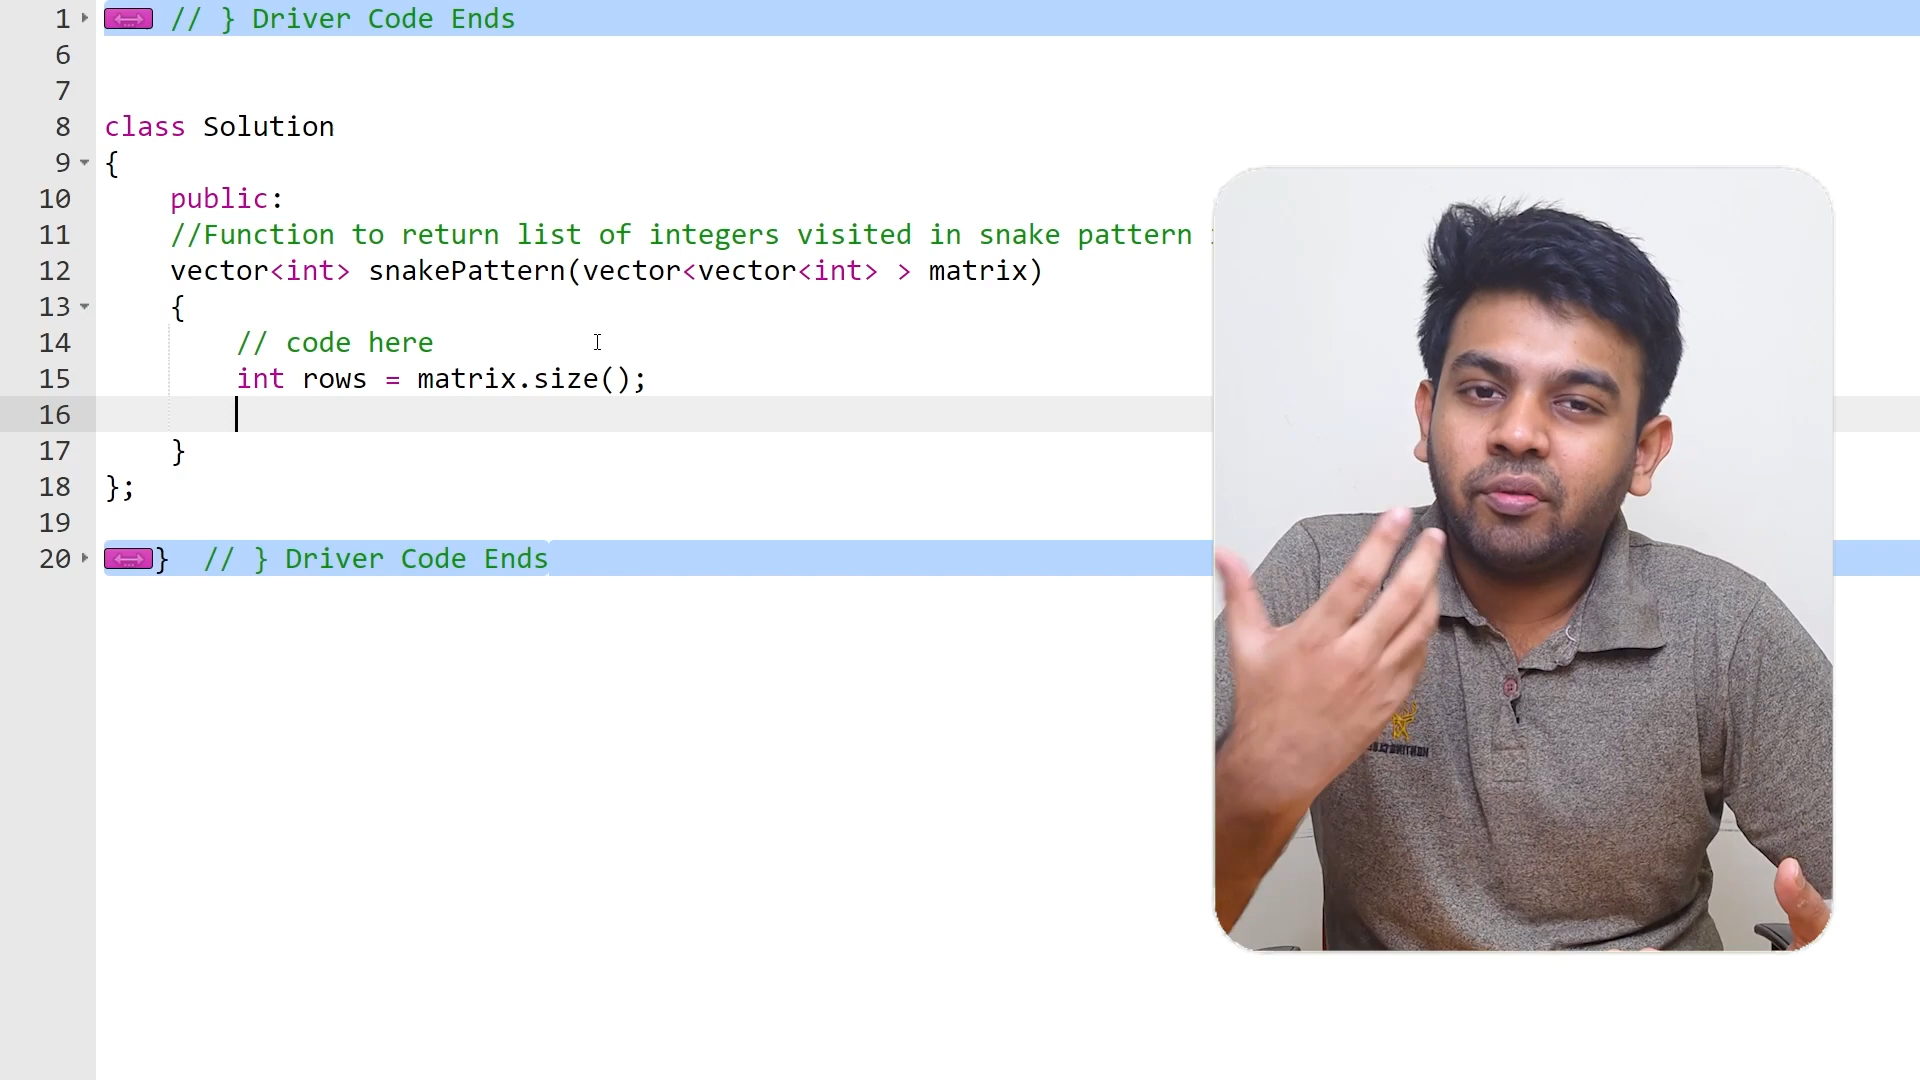 1 // } Driver Code Ends
6
7
8 class Solution
9 {
10 public:
11 //Function to return list of integers visited in snake pattern
12 vector<int> snakePattern(vector<vector<int> > matrix)
13 {
14 // code here
15 int rows = matrix.size();
16
17 }
18 };
19
20 } // } Driver Code Ends